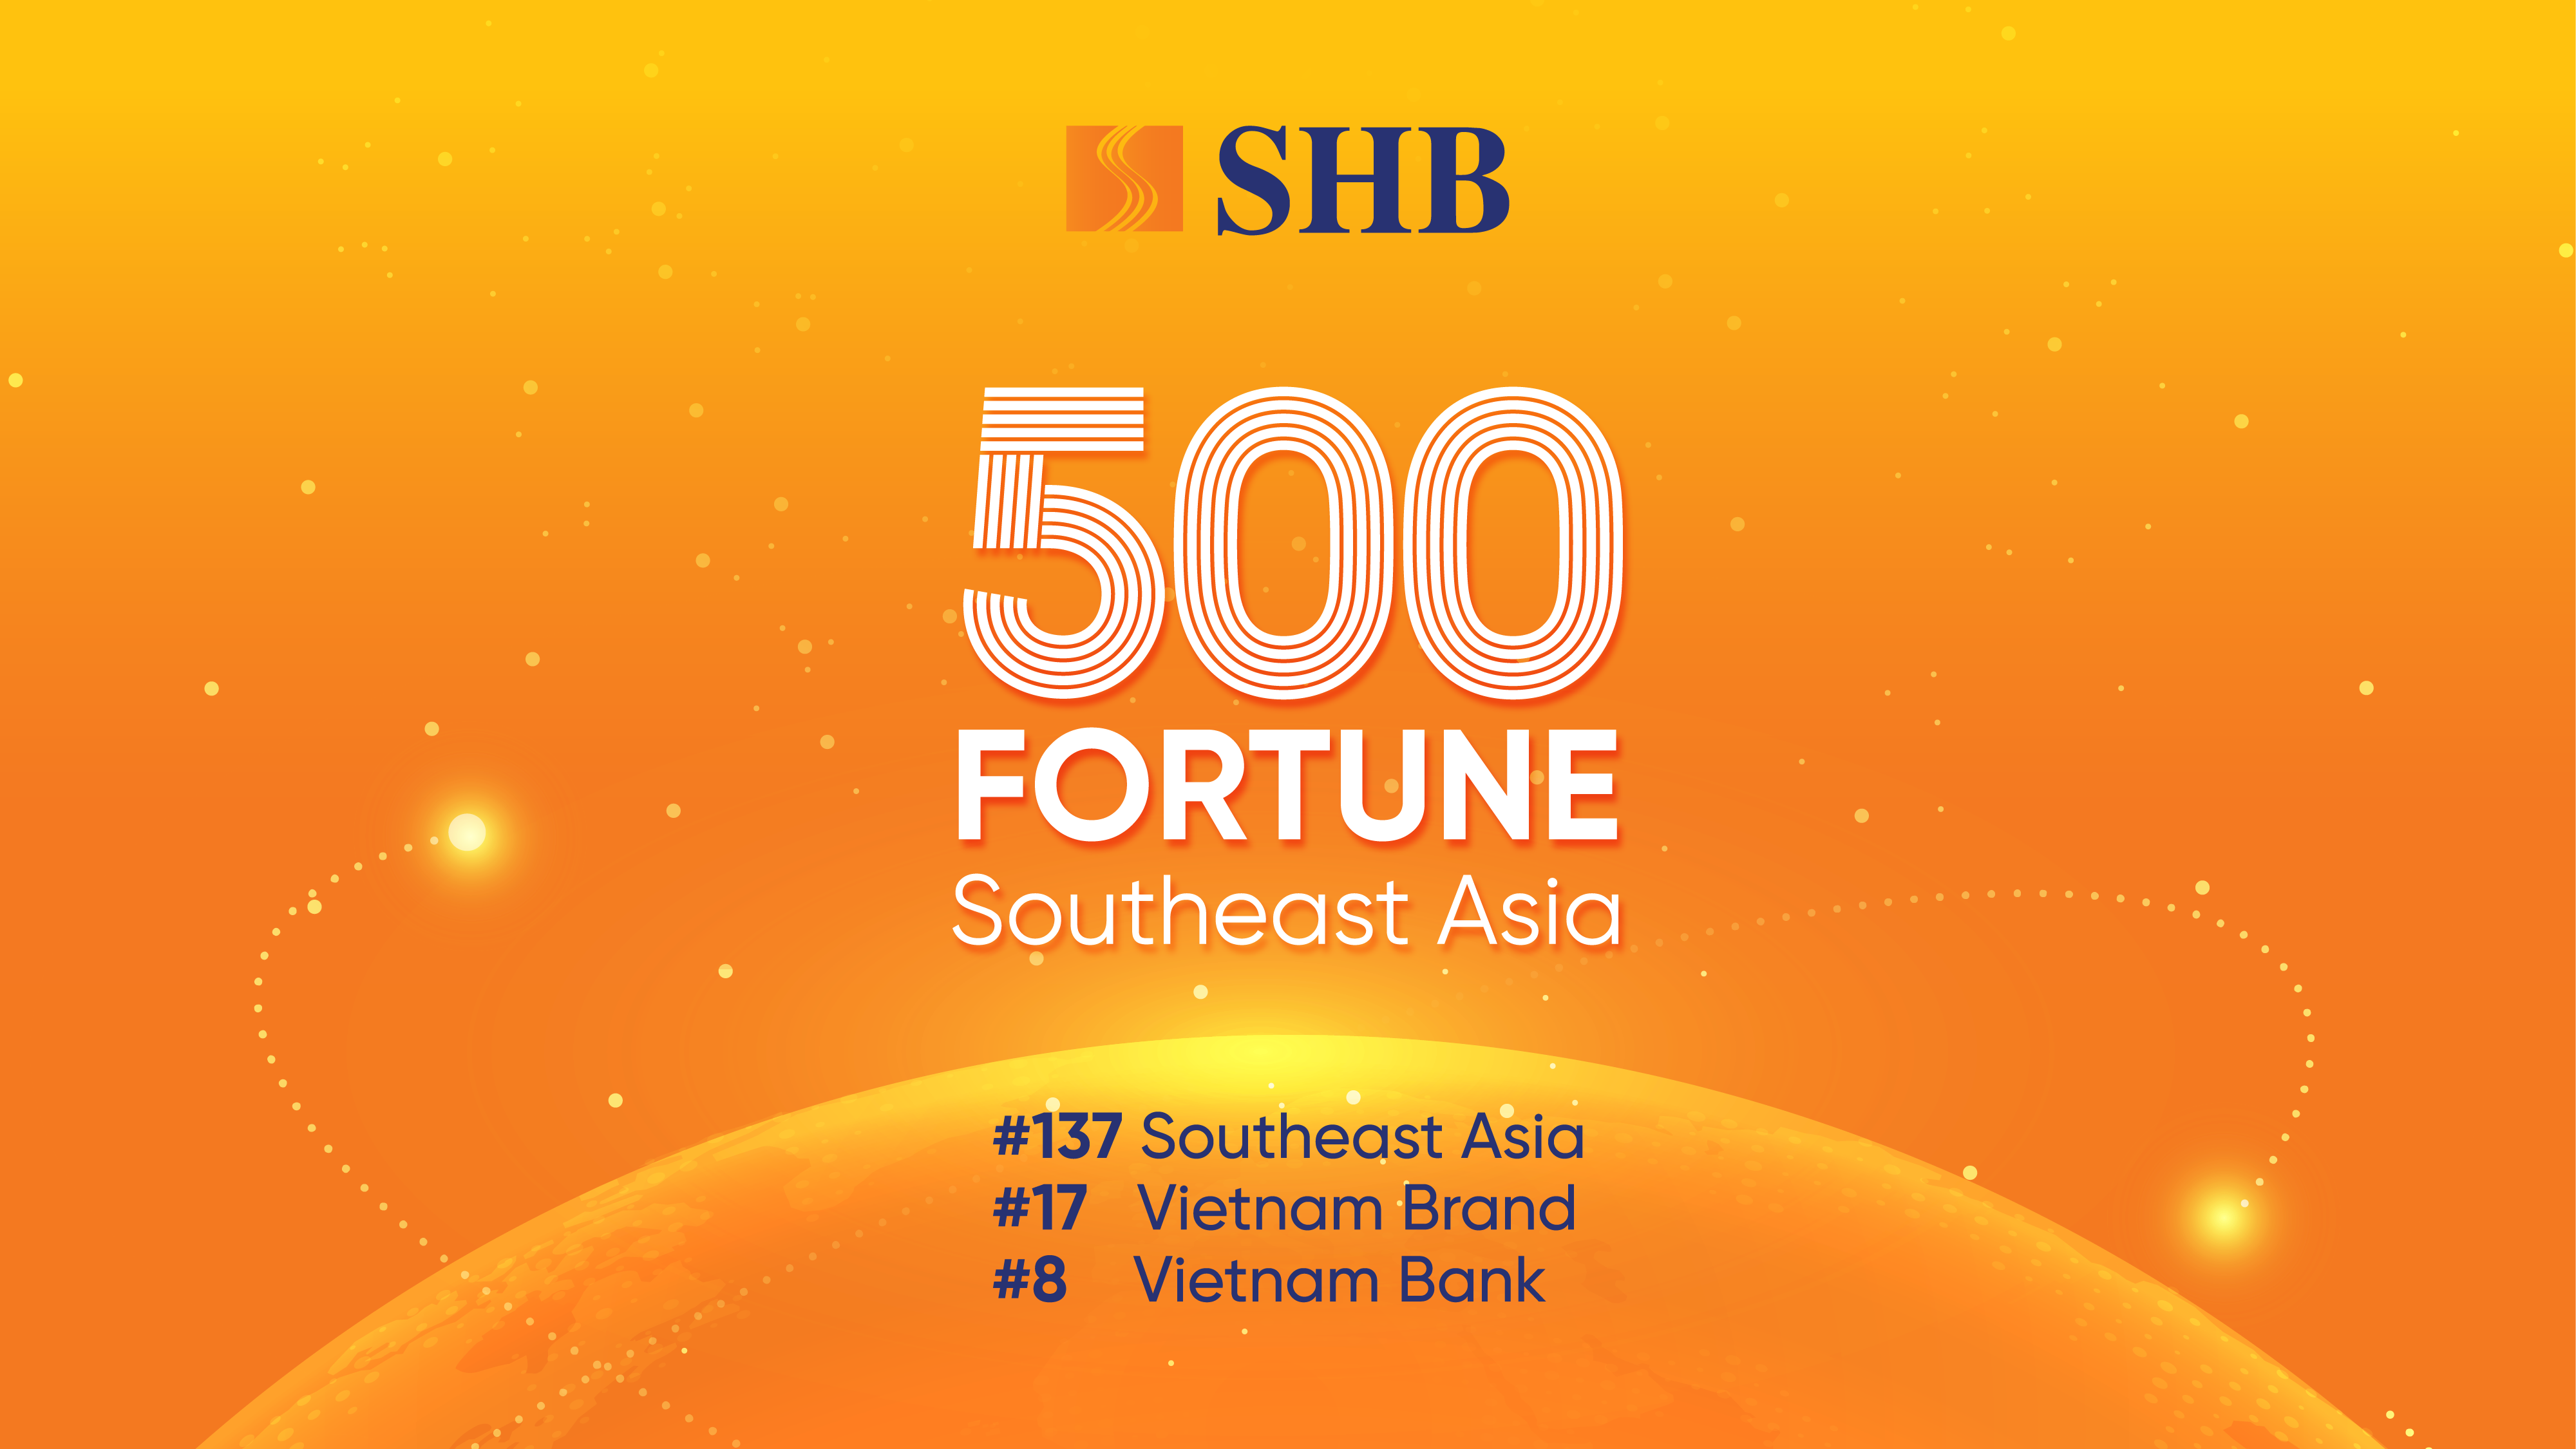 SHB
500
FORTUNE
Southeast Asia
#137 Southeast Asia
#17 Vietnam Brand
#8 Vietnam Bank